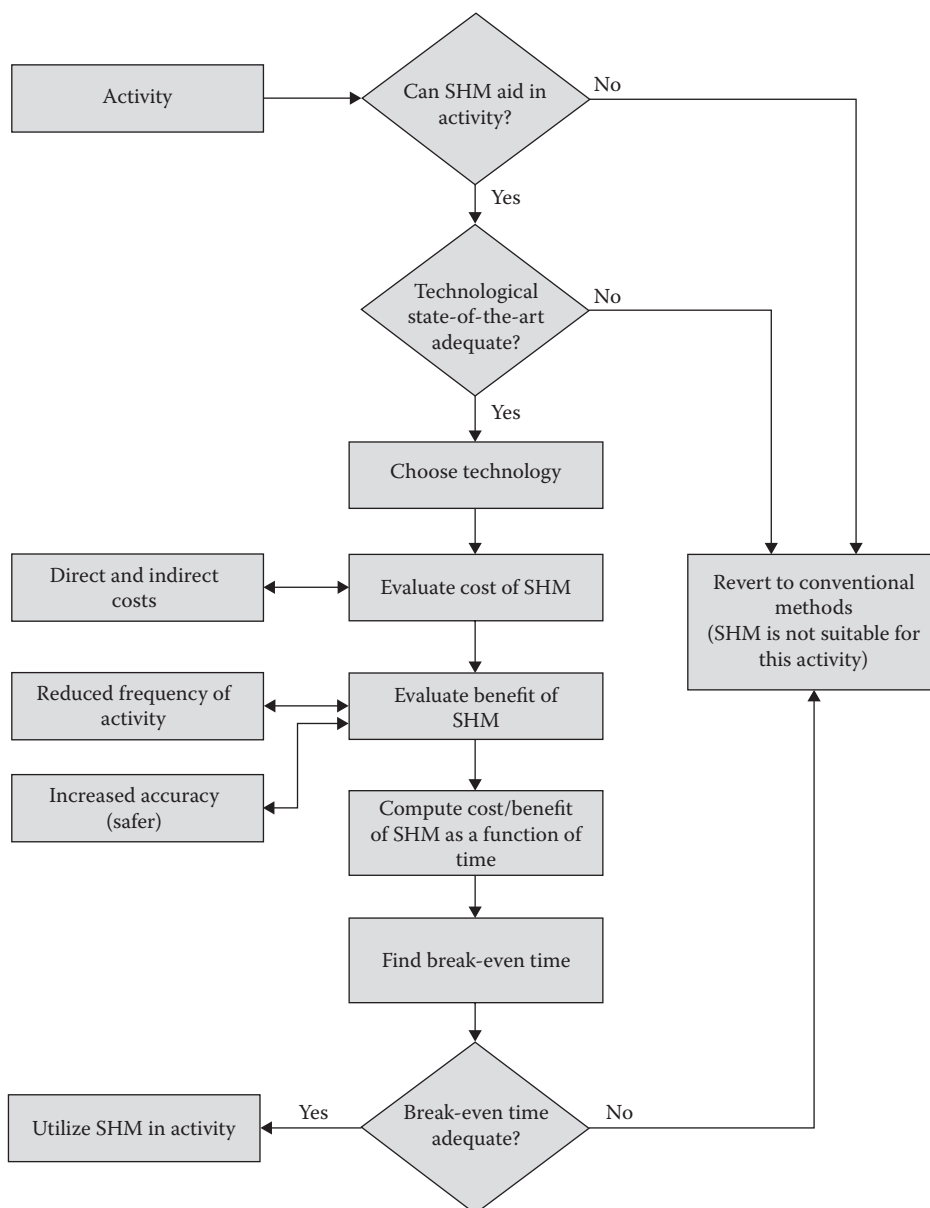 Activity
Can SHM aid in
activity?
No
Yes
Technological
state-of-the-art
adequate?
No
Yes
Choose technology
Direct and indirect
costs
Evaluate cost of SHM
Revert to conventional
methods
(SHM is not suitable for
this activity)
Reduced frequency of
activity
Evaluate benefit of
SHM
Increased accuracy
(safer)
Compute cost/benefit
of SHM as a function of
time
Find break-even time
Utilize SHM in activity
Yes
Break-even time
adequate?
No